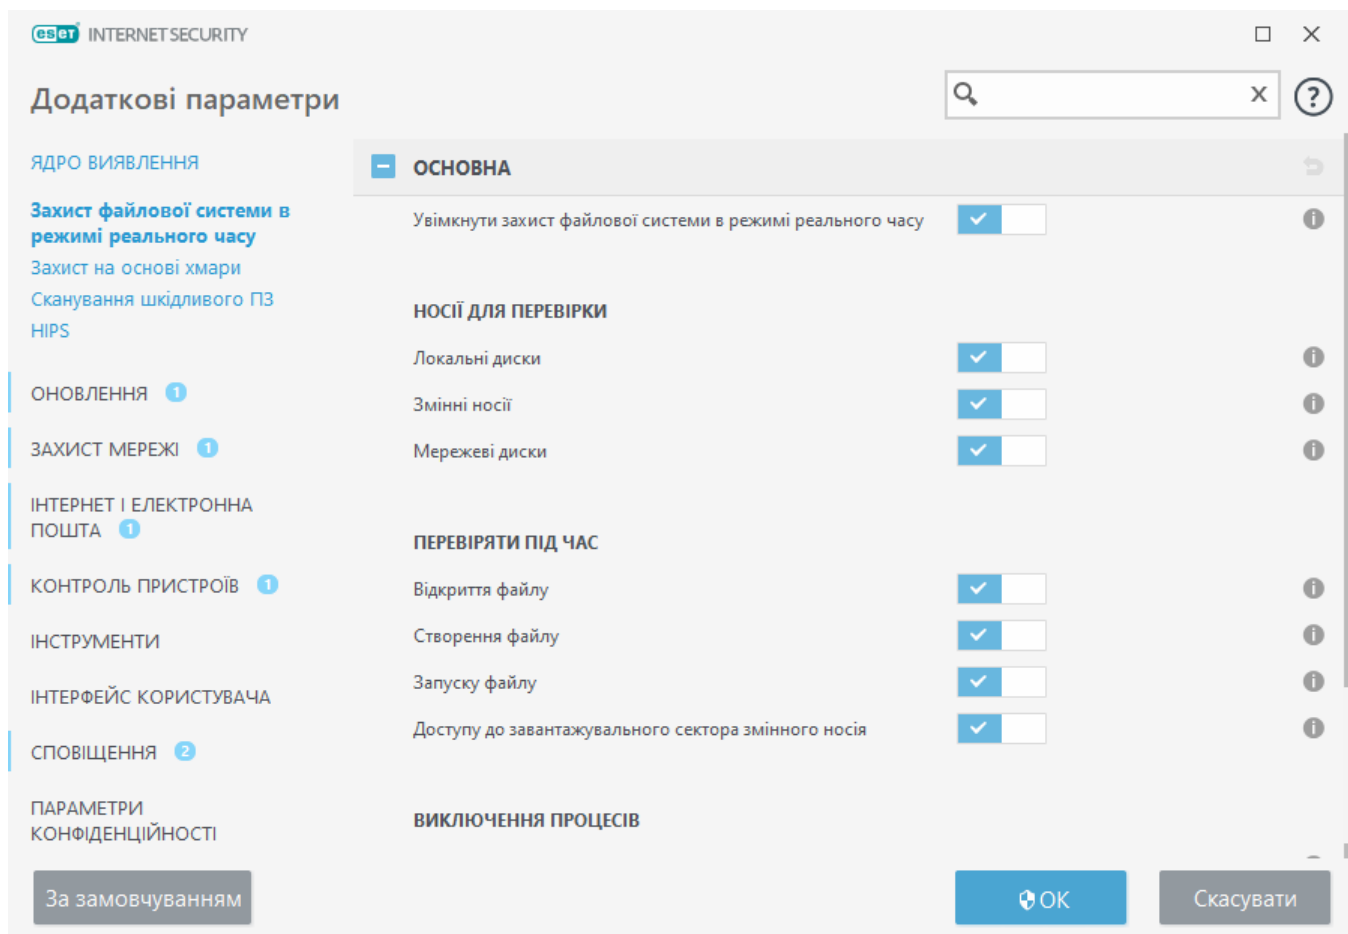 eset INTERNET SECURITY
Додаткові параметри
X
?
ЯДРО ВИЯВЛЕННЯ
Захист файлової системи в
режимі реального часу
Захист на основі хмари
Сканування шкідливого ПЗ
HIPS
ОНОВЛЕННЯ 1
ЗАХИСТ МЕРЕЖІ 1
ІНТЕРНЕТ І ЕЛЕКТРОННА
ПОШТА 1
КОНТРОЛЬ ПРИСТРОЇВ 1
ІНСТРУМЕНТИ
ІНТЕРФЕЙС КОРИСТУВАЧА
СПОВІЩЕННЯ 2
ПАРАМЕТРИ
КОНФІДЕНЦІЙНОСТІ
ОСНОВНА
Увімкнути захист файлової системи в режимі реального часу
НОСІЇ ДЛЯ ПЕРЕВІРКИ
Локальні диски
Змінні носії
Мережеві диски
ПЕРЕВІРЯТИ ПІД ЧАС
Відкриття файлу
Створення файлу
Запуску файлу
Доступу до завантажувального сектора змінного носія
ВИКЛЮЧЕННЯ ПРОЦЕСІВ
За замовчуванням
OK
Скасувати